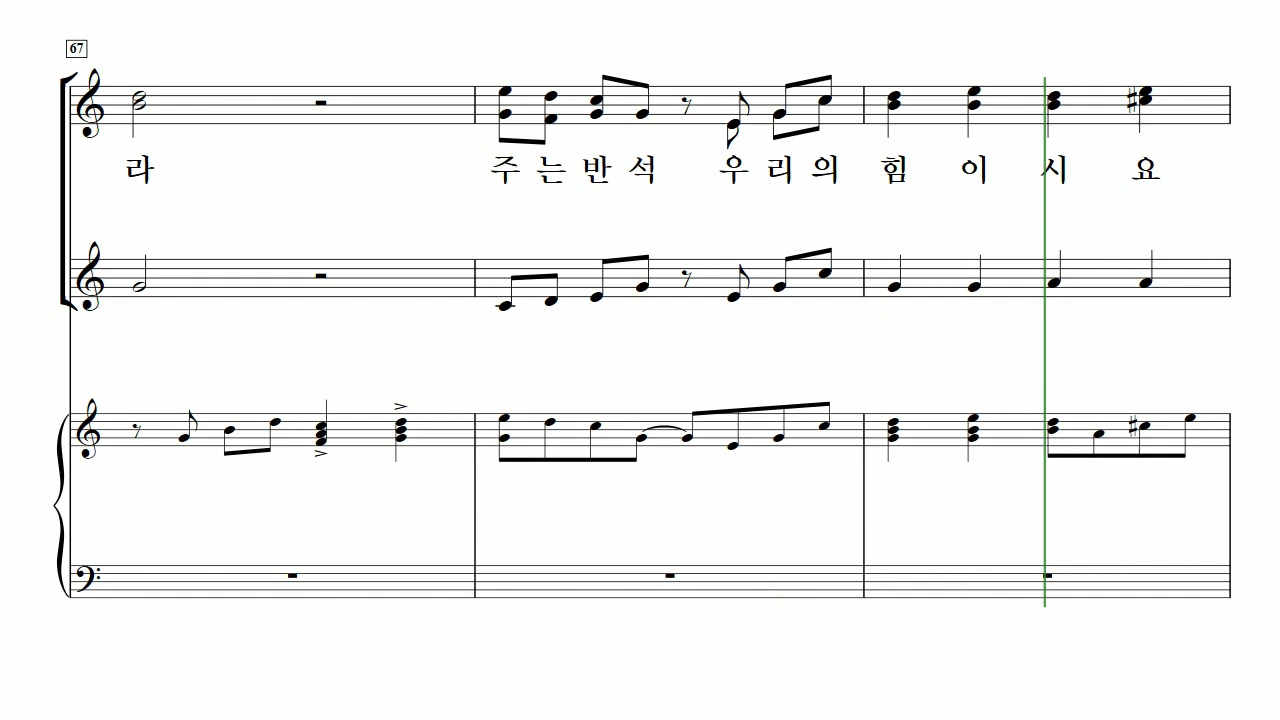 67
라 주 는 반 석 우 리 의 힘 이 시 요